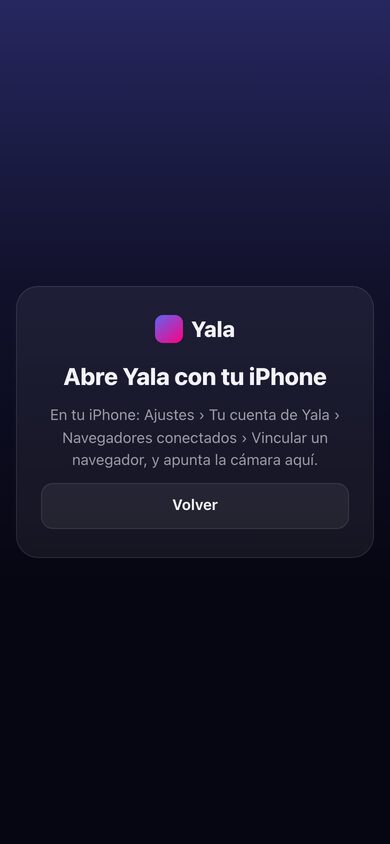 Yala
Abre Yala con tu iPhone
En tu iPhone: Ajustes › Tu cuenta de Yala ›
Navegadores conectados › Vincular un
navegador, y apunta la cámara aquí.
Volver